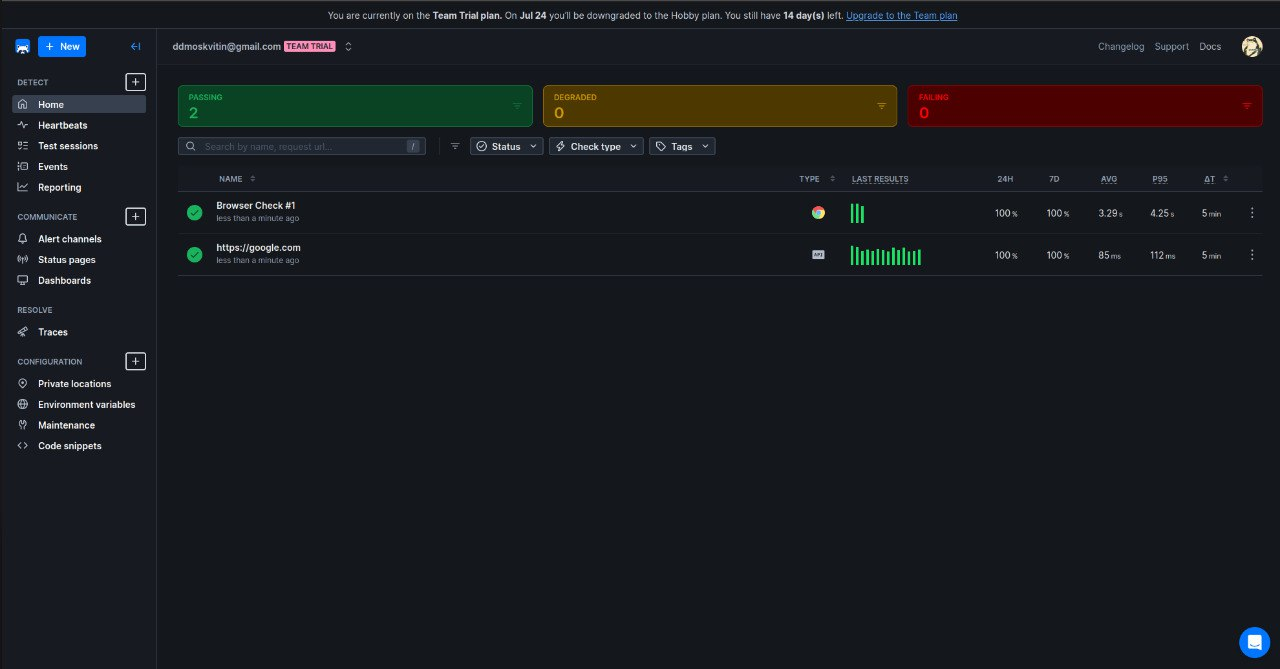 You are currently on the Team Trial plan. On Jul 24 you'll be downgraded to the Hobby plan. You still have 14 day(s) left. Upgrade to the Team plan
+ New
ddmoskvitin@gmail.com TEAM TRIAL
Changelog Support Docs
DETECT +
Home
Heartbeats
Test sessions
Events
Reporting
COMMUNICATE +
Alert channels
Status pages
Dashboards
RESOLVE
Traces
CONFIGURATION +
Private locations
Environment variables
Maintenance
Code snippets
PASSING
2
DEGRADED
0
FAILING
0
Search by name, request url... /
Status
Check type
Tags
NAME TYPE LAST RESULTS 24H 7D AVG P95 ΔT
Browser Check #1
less than a minute ago
100 % 100 % 3.29 s 4.25 s 5 min
https://google.com
less than a minute ago
API 100 % 100 % 85 ms 112 ms 5 min